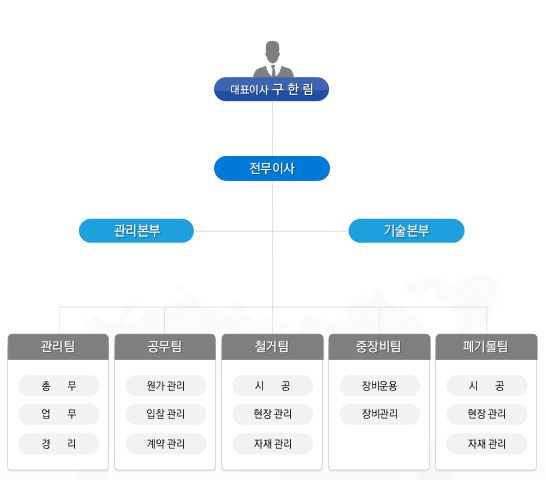 대표이사 구 한 림
전무이사
관리본부
기술본부
관리팀
총 무
업 무
경 리
공무팀
원가 관리
입찰 관리
계약 관리
철거팀
시 공
현장 관리
자재 관리
중장비팀
장비운용
장비관리
폐기물팀
시 공
현장 관리
자재 관리